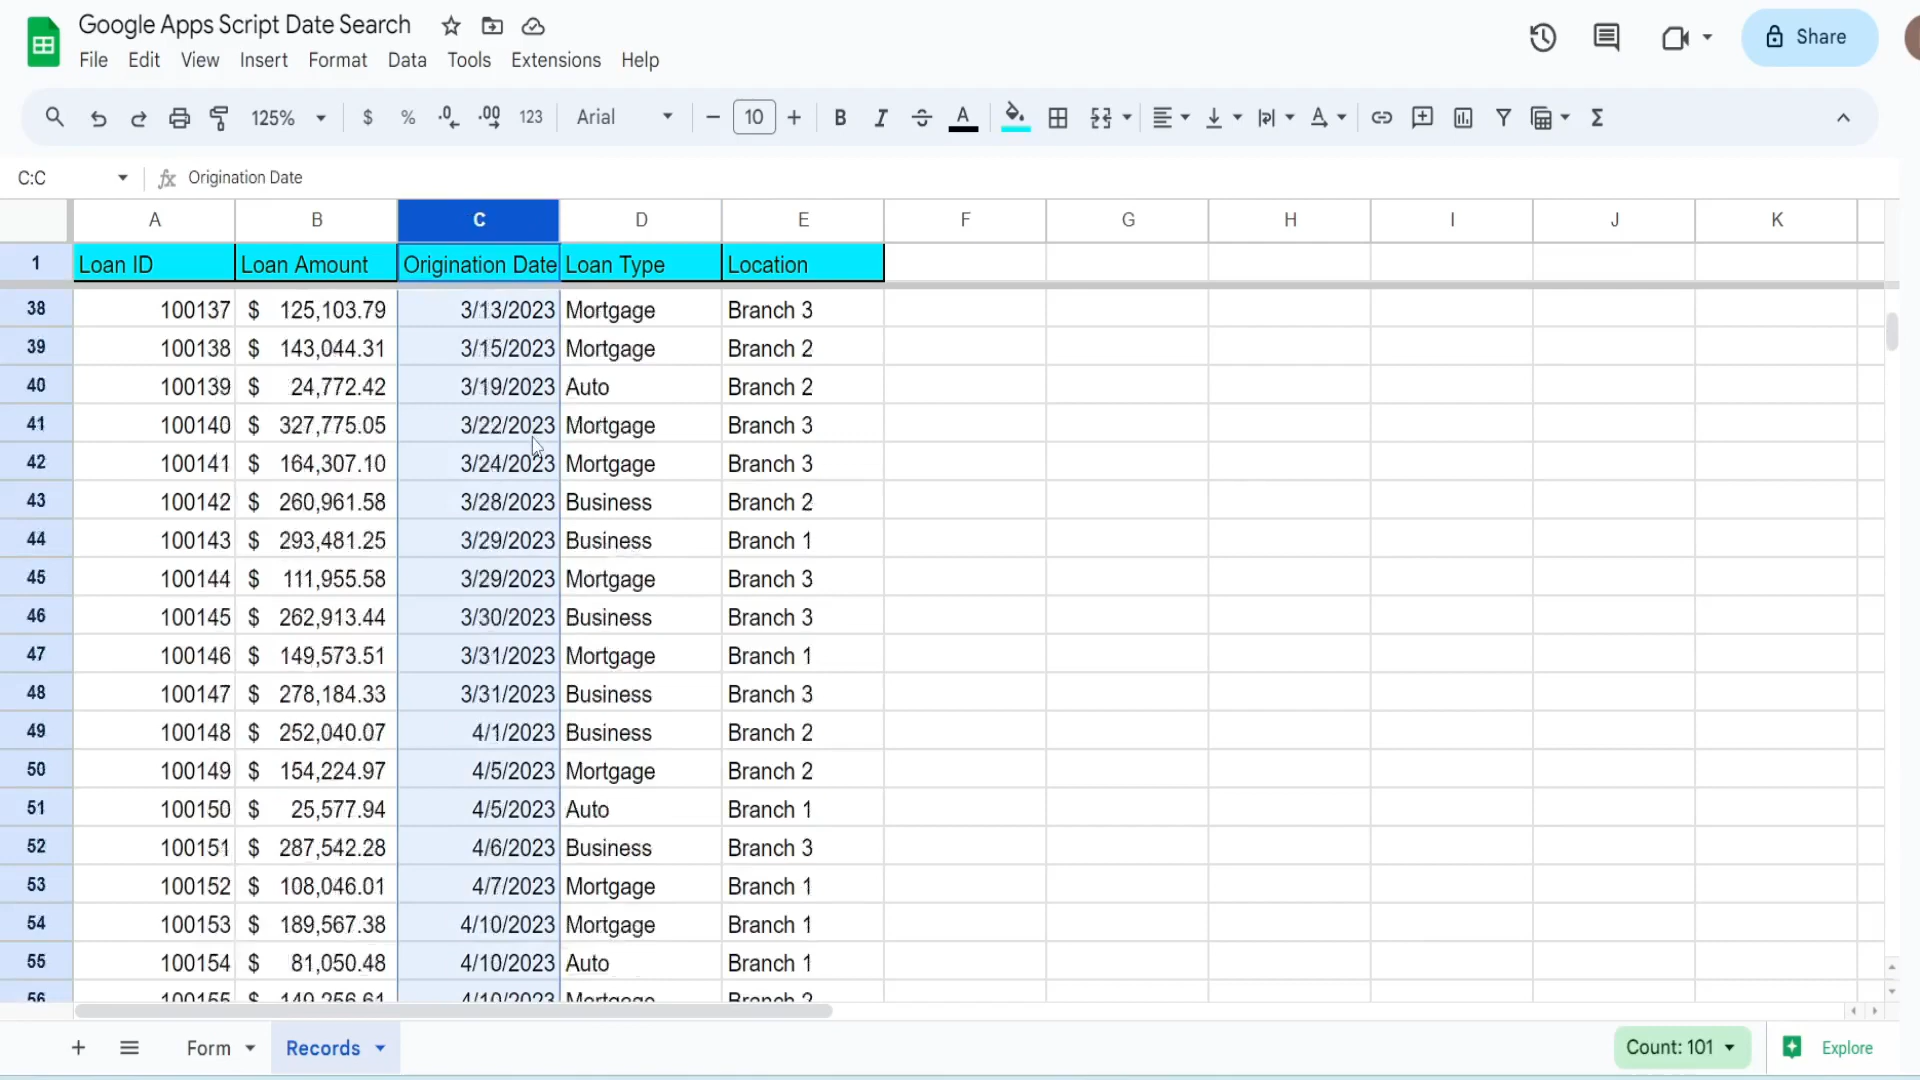 Google Apps Script Date Search
File Edit View Insert Format Data Tools Extensions Help
Share
125% $ % .0 .00 123 Arial 10 B I A Σ
C:C fx Origination Date
A B C D E F G H I J K
1 Loan ID Loan Amount Origination Date Loan Type Location
38 100137 $ 125,103.79 3/13/2023 Mortgage Branch 3
39 100138 $ 143,044.31 3/15/2023 Mortgage Branch 2
40 100139 $ 24,772.42 3/19/2023 Auto Branch 2
41 100140 $ 327,775.05 3/22/2023 Mortgage Branch 3
42 100141 $ 164,307.10 3/24/2023 Mortgage Branch 3
43 100142 $ 260,961.58 3/28/2023 Business Branch 2
44 100143 $ 293,481.25 3/29/2023 Business Branch 1
45 100144 $ 111,955.58 3/29/2023 Mortgage Branch 3
46 100145 $ 262,913.44 3/30/2023 Business Branch 3
47 100146 $ 149,573.51 3/31/2023 Mortgage Branch 1
48 100147 $ 278,184.33 3/31/2023 Business Branch 3
49 100148 $ 252,040.07 4/1/2023 Business Branch 2
50 100149 $ 154,224.97 4/5/2023 Mortgage Branch 2
51 100150 $ 25,577.94 4/5/2023 Auto Branch 1
52 100151 $ 287,542.28 4/6/2023 Business Branch 3
53 100152 $ 108,046.01 4/7/2023 Mortgage Branch 1
54 100153 $ 189,567.38 4/10/2023 Mortgage Branch 1
55 100154 $ 81,050.48 4/10/2023 Auto Branch 1
56 100155 $ 149,256.61 4/10/2023 Mortgage Branch 2
Form Records Count: 101 Explore